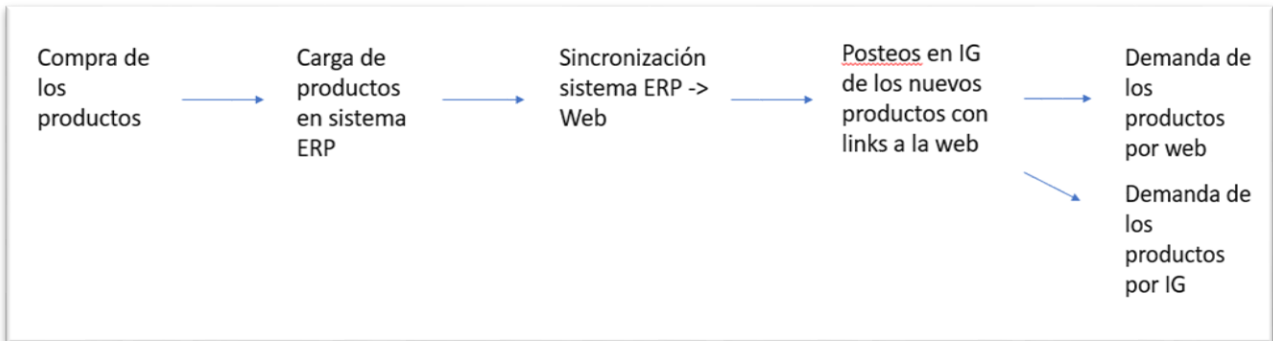 Compra de
los
productos
Carga de
productos
en sistema
ERP
Sincronización
sistema ERP ->
Web
Posteos en IG
de los nuevos
productos con
links a la web
Demanda de
los
productos
por web
Demanda de
los
productos
por IG